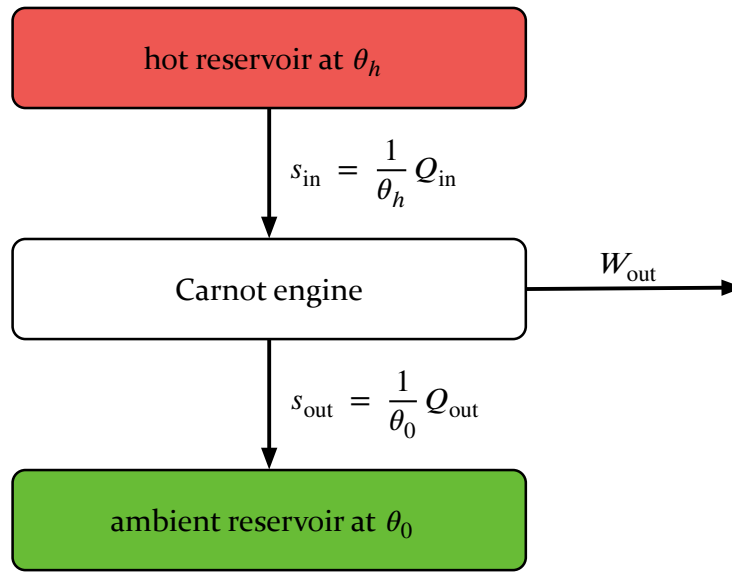 hot reservoir at θ_h
s_in = 1/θ_h Q_in
Carnot engine
W_out
s_out = 1/θ_0 Q_out
ambient reservoir at θ_0